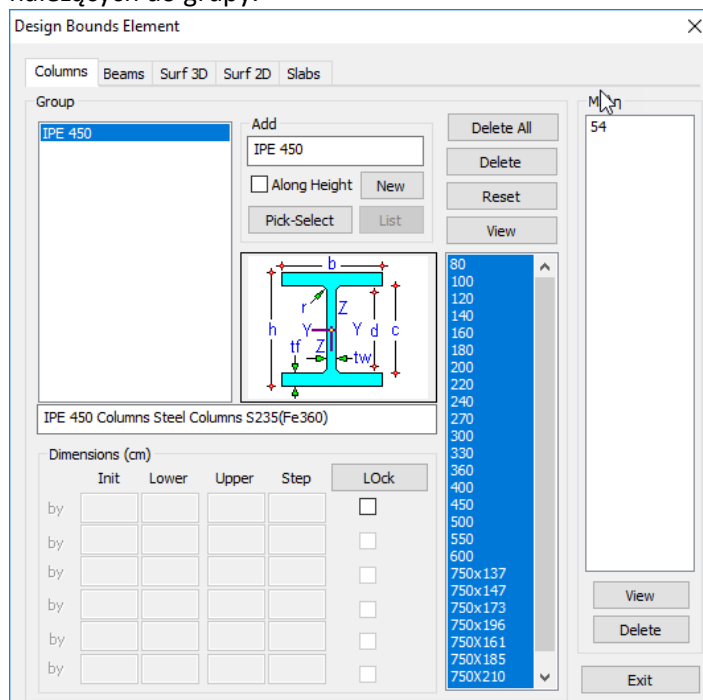 należących do grupy.
Design Bounds Element
Columns Beams Surf 3D Surf 2D Slabs
Group
IPE 450
Add
IPE 450
Along Height New
Pick-Select List
Delete All
Delete
Reset
View
54
b
r
Z
h Y Y d c
tf Z tw
80
100
120
140
160
180
200
220
240
270
300
330
360
400
450
500
550
600
750x137
750x147
750x173
750x196
750X161
750X185
750X210
IPE 450 Columns Steel Columns S235(Fe360)
Dimensions (cm)
Init Lower Upper Step LOck
by
by
by
by
by
by
View
Delete
Exit